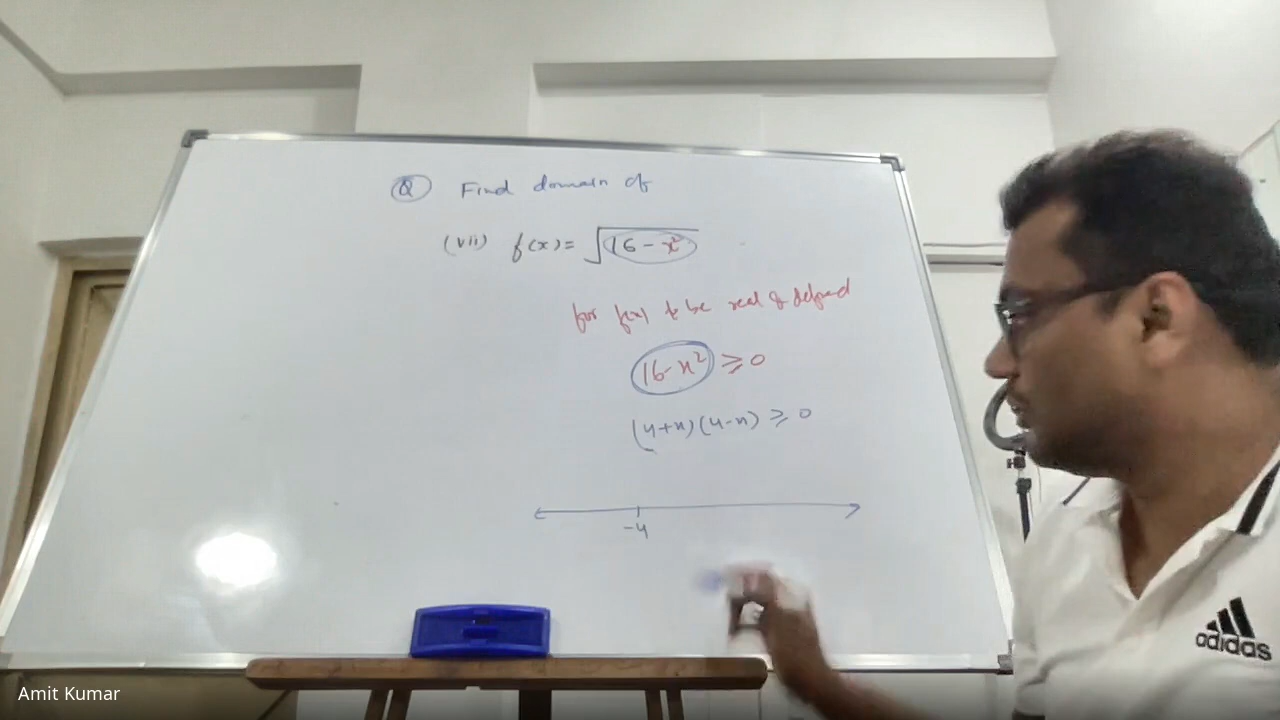 Q Find domain of
(vii) f(x) = √16 - x²
for f(x) to be real & defined
16-x² ≥ 0
(4+x)(4-x) ≥ 0
-4
adidas
Amit Kumar